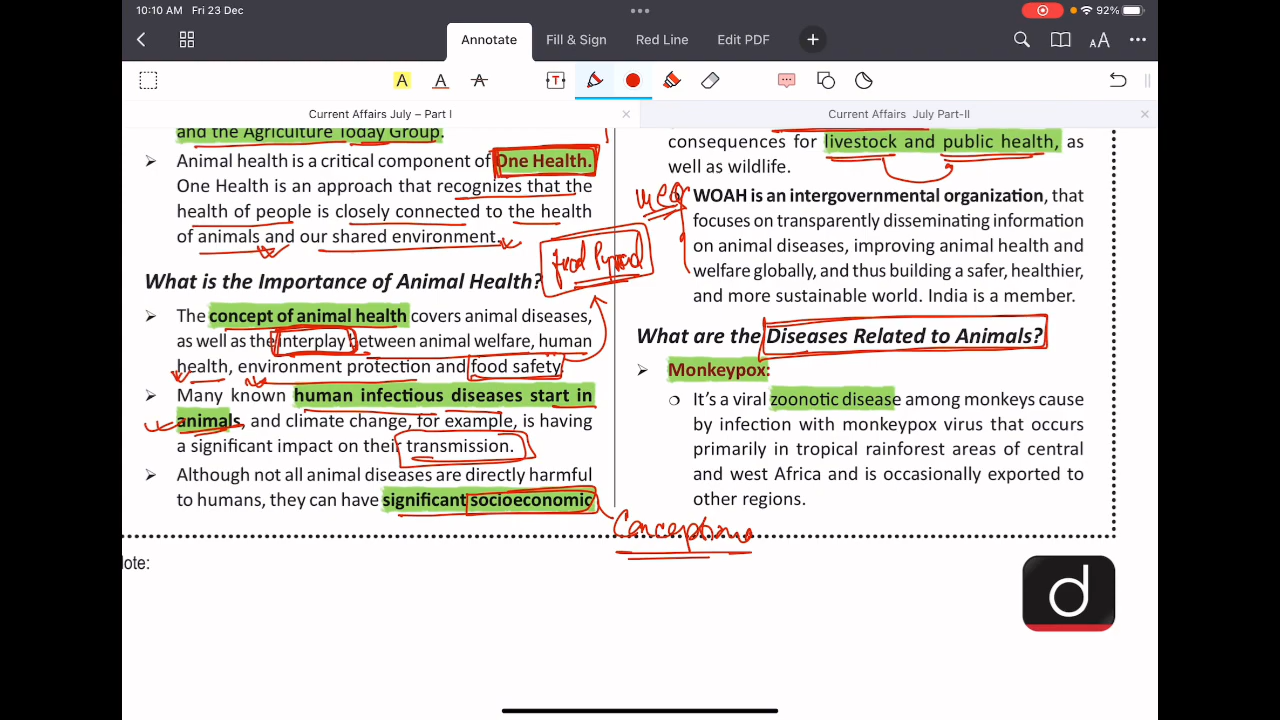 10:10 AM Fri 23 Dec
92%
Annotate Fill & Sign Red Line Edit PDF
AA
A A A T
Current Affairs July – Part I
Current Affairs July Part-II
and the Agriculture Today Group.
Animal health is a critical component of One Health.
One Health is an approach that recognizes that the
health of people is closely connected to the health
of animals and our shared environment.
What is the Importance of Animal Health?
The concept of animal health covers animal diseases,
as well as the interplay between animal welfare, human
health, environment protection and food safety.
Many known human infectious diseases start in
animals, and climate change, for example, is having
a significant impact on their transmission.
Although not all animal diseases are directly harmful
to humans, they can have significant socioeconomic
food
consequences for livestock and public health, as
well as wildlife.
WOAH is an intergovernmental organization, that
focuses on transparently disseminating information
on animal diseases, improving animal health and
welfare globally, and thus building a safer, healthier,
and more sustainable world. India is a member.
What are the Diseases Related to Animals?
Monkeypox:
It's a viral zoonotic disease among monkeys cause
by infection with monkeypox virus that occurs
primarily in tropical rainforest areas of central
and west Africa and is occasionally exported to
other regions.
lote:
d